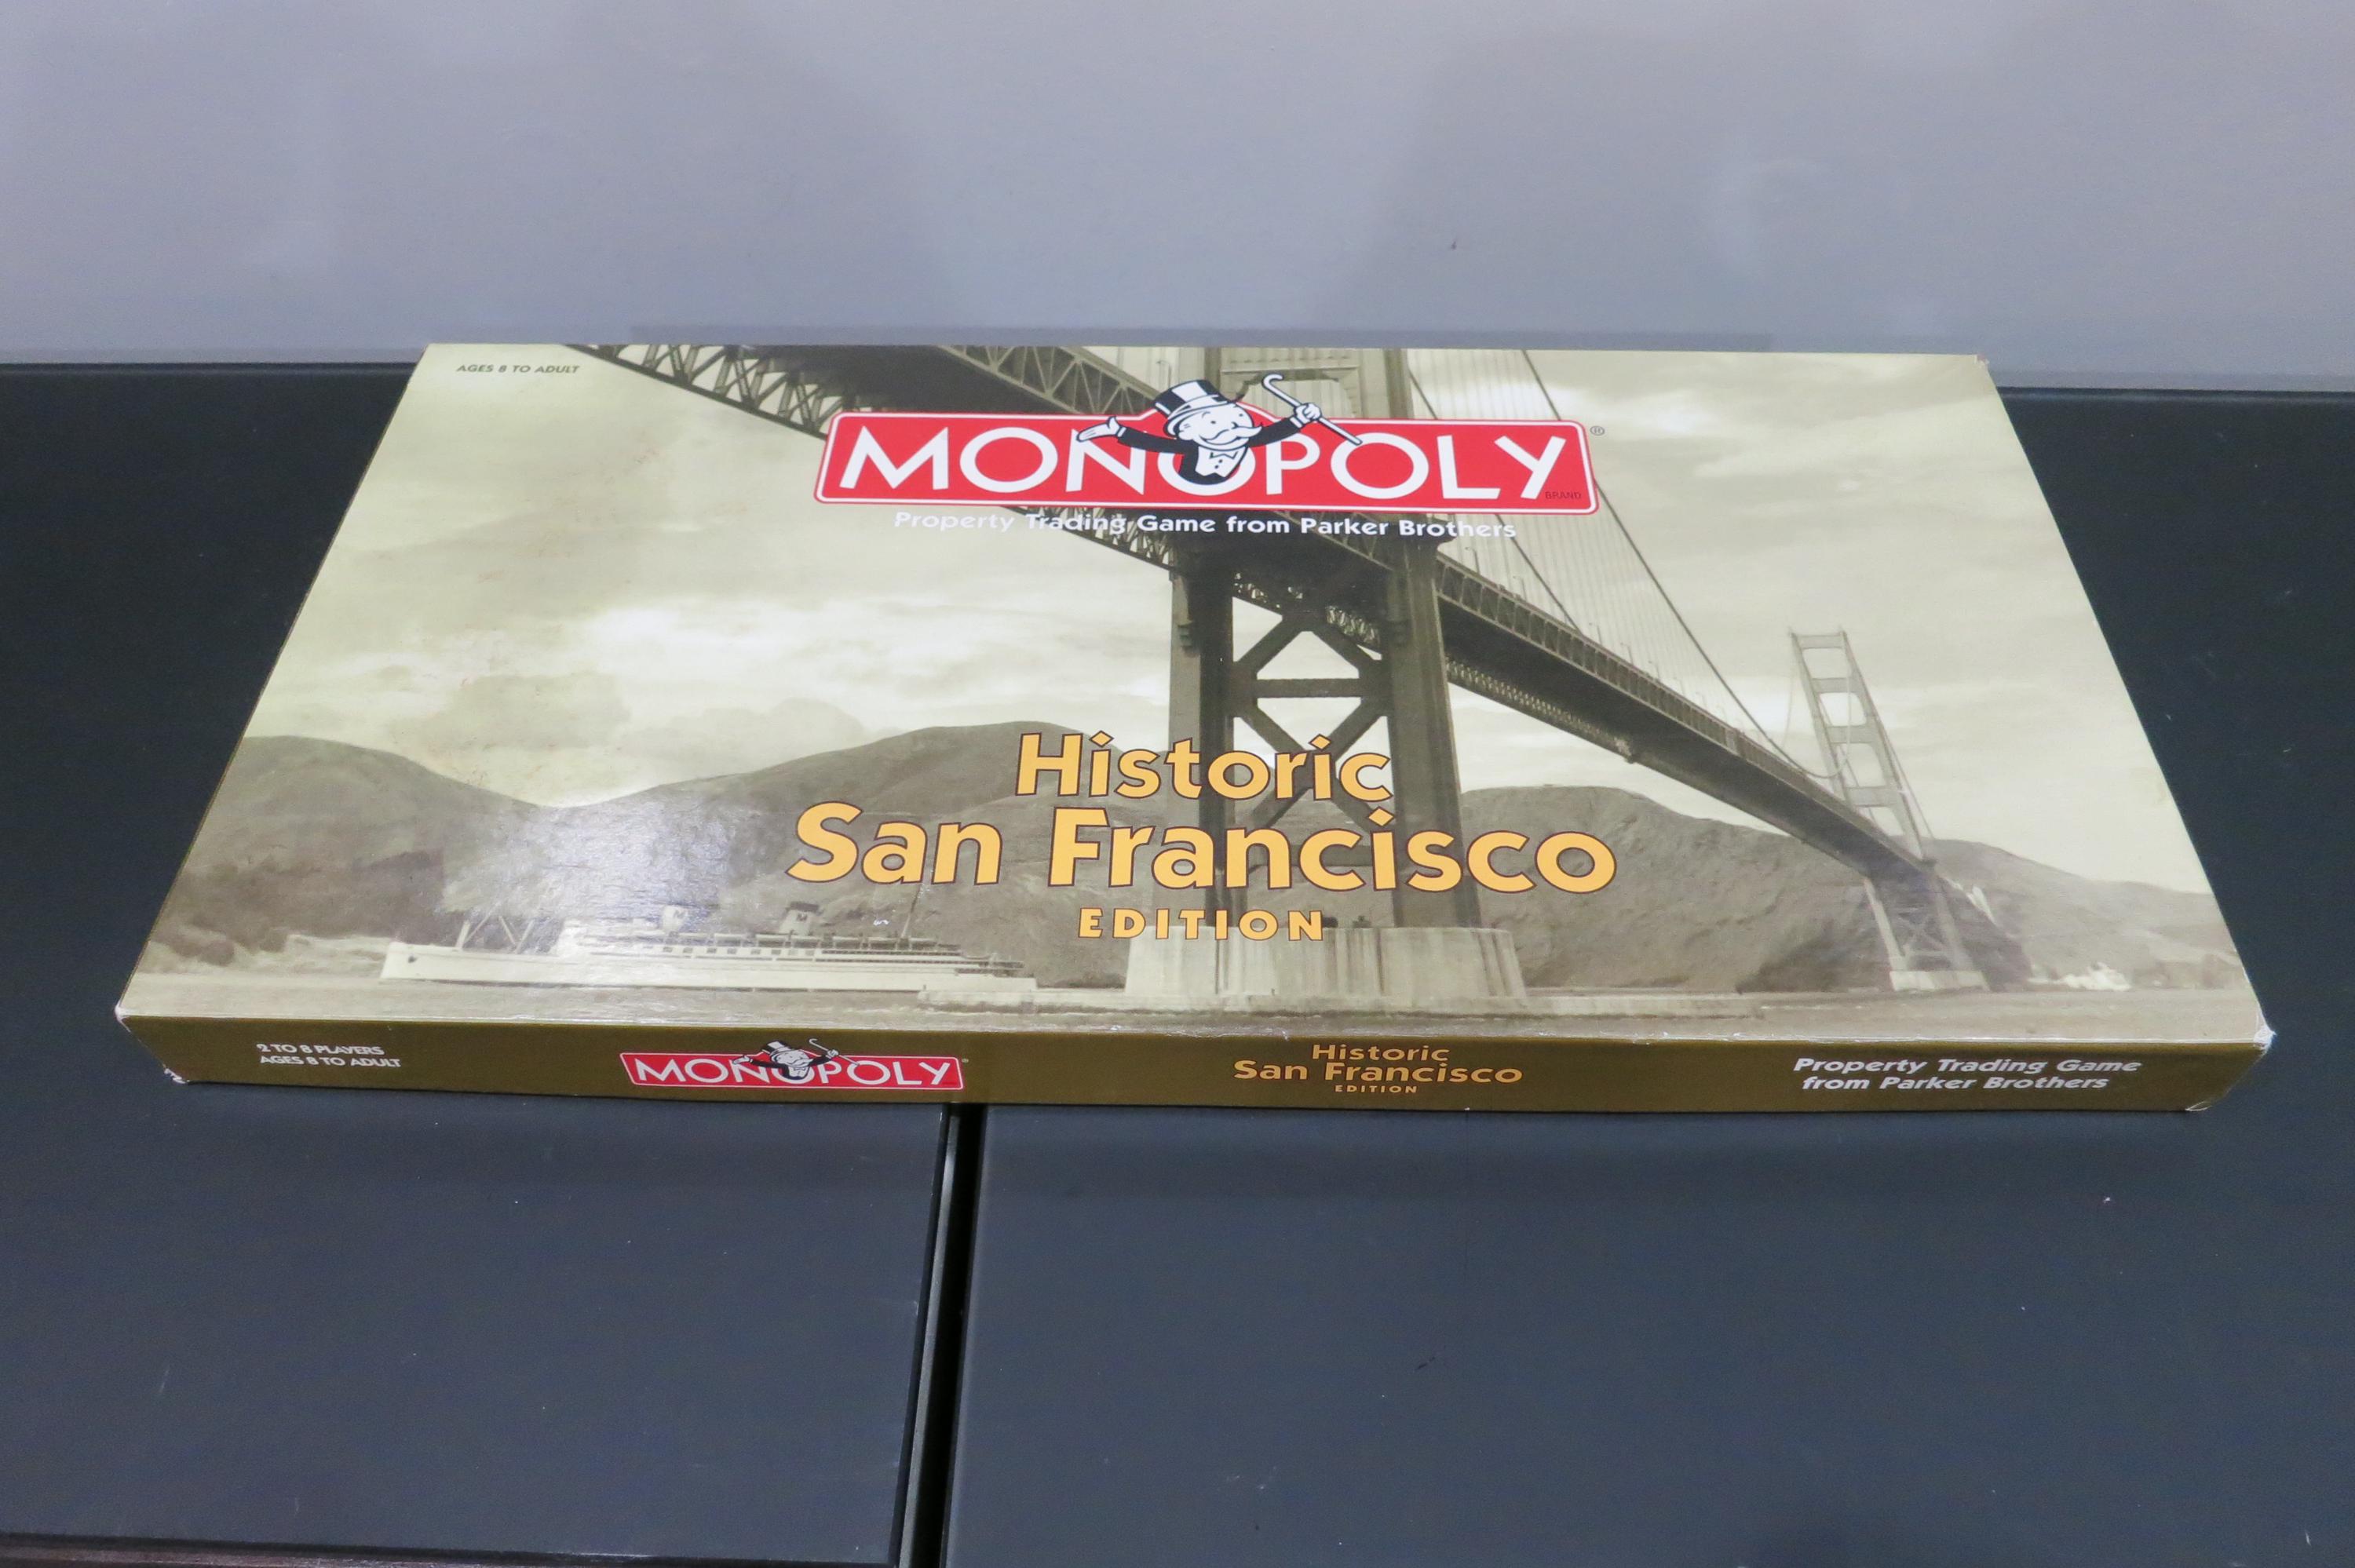 AGES 8 TO ADULT
MONOPOLY®
BRAND
Property Trading Game from Parker Brothers
Historic
San Francisco
EDITION
M
M
2 TO 8 PLAYERS
AGES 8 TO ADULT
MONOPOLY®
Historic
San Francisco
EDITION
Property Trading Game
from Parker Brothers